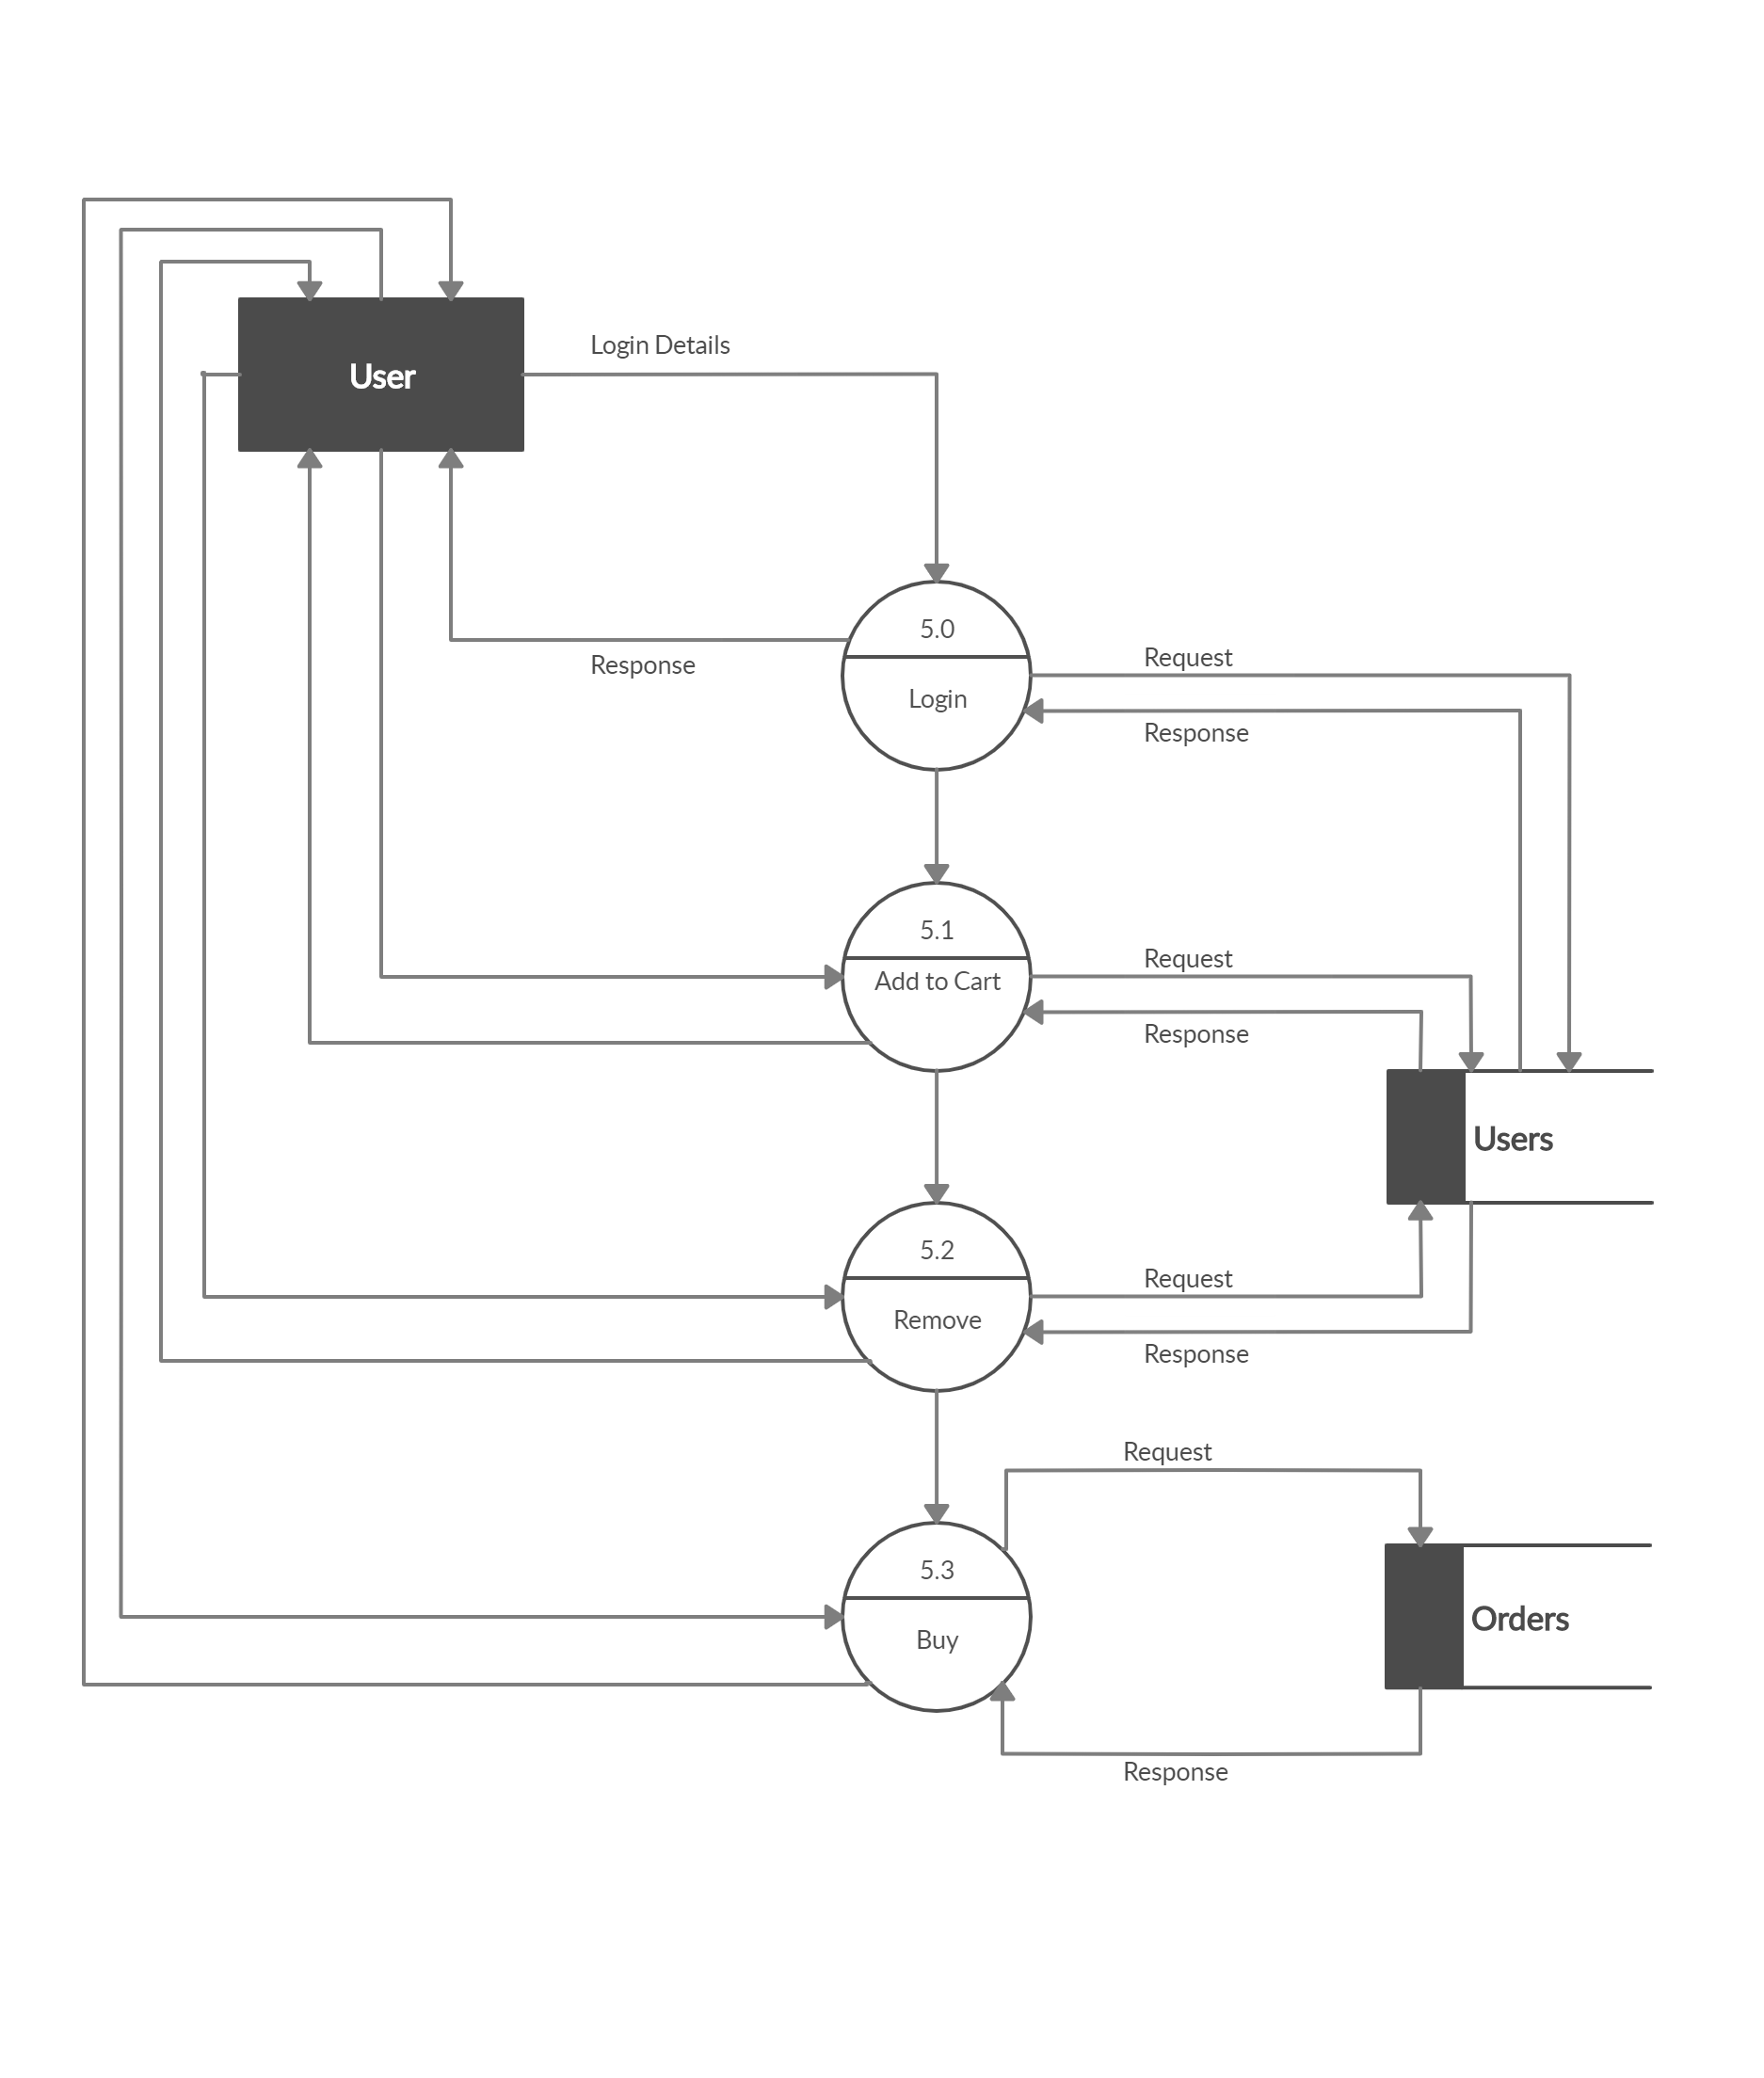 Login Details
User
5.0
Request
Response
Login
Response
5.1
Request
Add to Cart
Response
Users
5.2
Request
Remove
Response
Request
5.3
Orders
Buy
Response